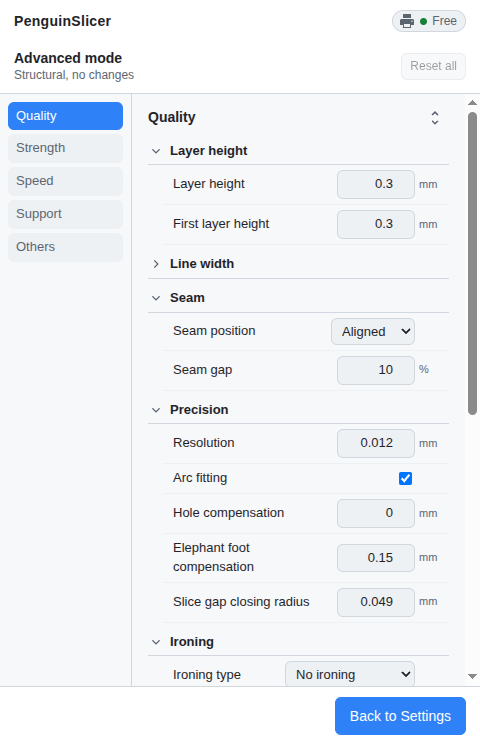 PenguinSlicer
Free
Advanced mode
Structural, no changes
Reset all
Quality
Strength
Speed
Support
Others
Quality
Layer height
Layer height 0.3 mm
First layer height 0.3 mm
Line width
Seam
Seam position Aligned
Seam gap 10 %
Precision
Resolution 0.012 mm
Arc fitting
Hole compensation 0 mm
Elephant foot
compensation 0.15 mm
Slice gap closing radius 0.049 mm
Ironing
Ironing type No ironing
Back to Settings